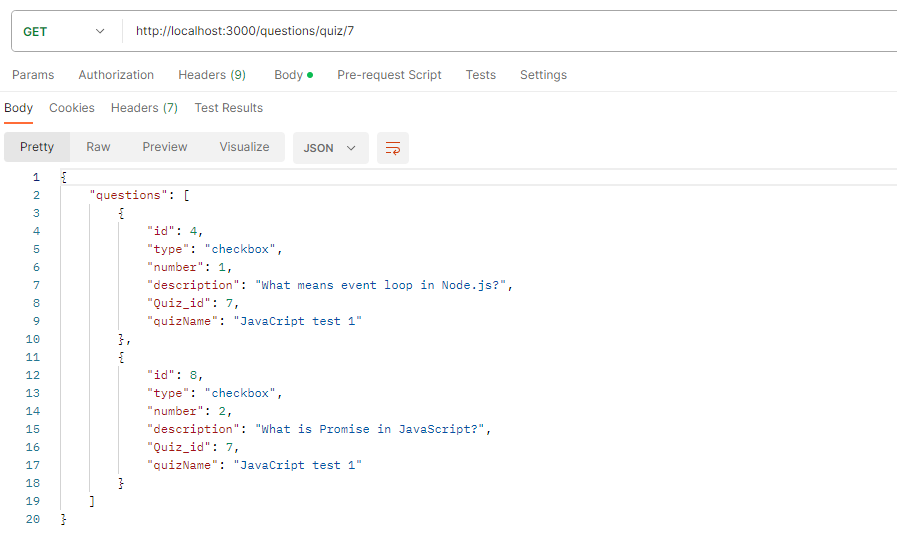 GET http://localhost:3000/questions/quiz/7
Params Authorization Headers (9) Body Pre-request Script Tests Settings
Body Cookies Headers (7) Test Results
Pretty Raw Preview Visualize JSON
1 {
2 "questions": [
3 {
4 "id": 4,
5 "type": "checkbox",
6 "number": 1,
7 "description": "What means event loop in Node.js?",
8 "Quiz_id": 7,
9 "quizName": "JavaCript test 1"
10 },
11 {
12 "id": 8,
13 "type": "checkbox",
14 "number": 2,
15 "description": "What is Promise in JavaScript?",
16 "Quiz_id": 7,
17 "quizName": "JavaCript test 1"
18 }
19 ]
20 }